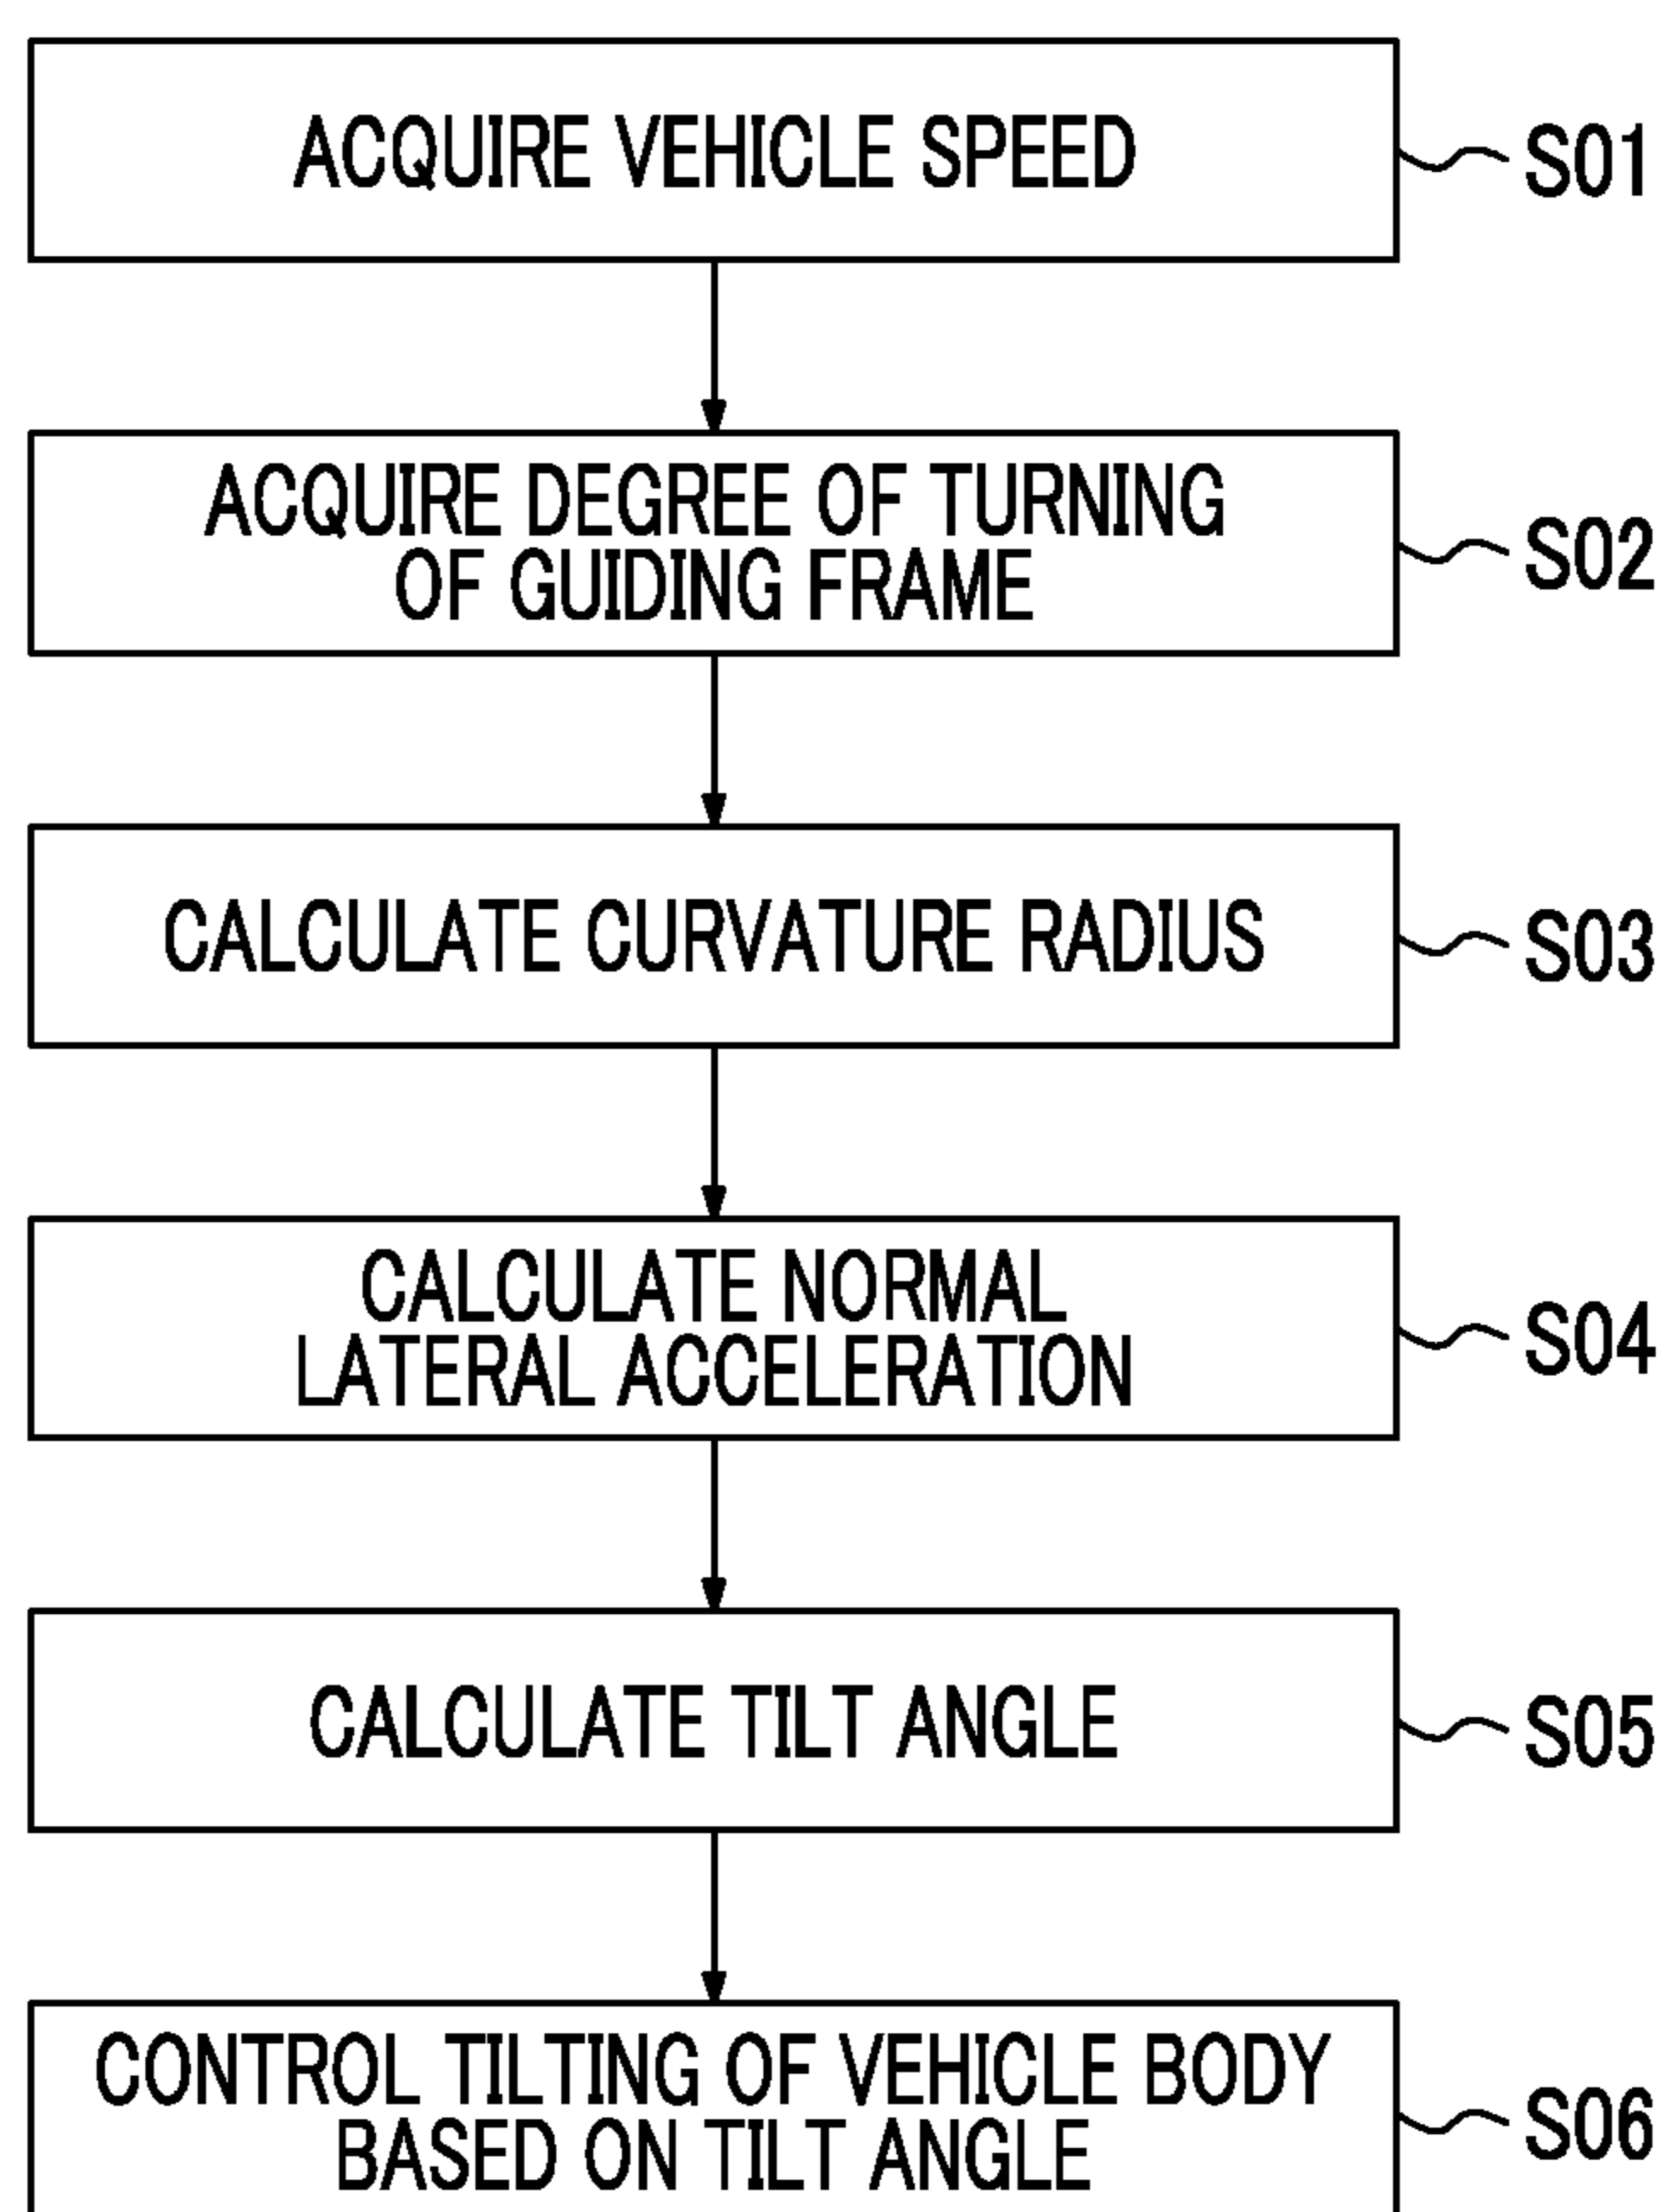 ACQUIRE VEHICLE SPEED
S01
ACQUIRE DEGREE OF TURNING
OF GUIDING FRAME
S02
CALCULATE CURVATURE RADIUS
S03
CALCULATE NORMAL
LATERAL ACCELERATION
S04
CALCULATE TILT ANGLE
S05
CONTROL TILTING OF VEHICLE BODY
BASED ON TILT ANGLE
S06